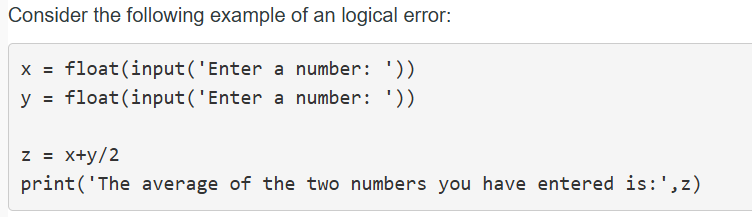 Consider the following example of an logical error:
x = float(input('Enter a number: '))
y = float(input('Enter a number: '))
z = x+y/2
print('The average of the two numbers you have entered is:',z)